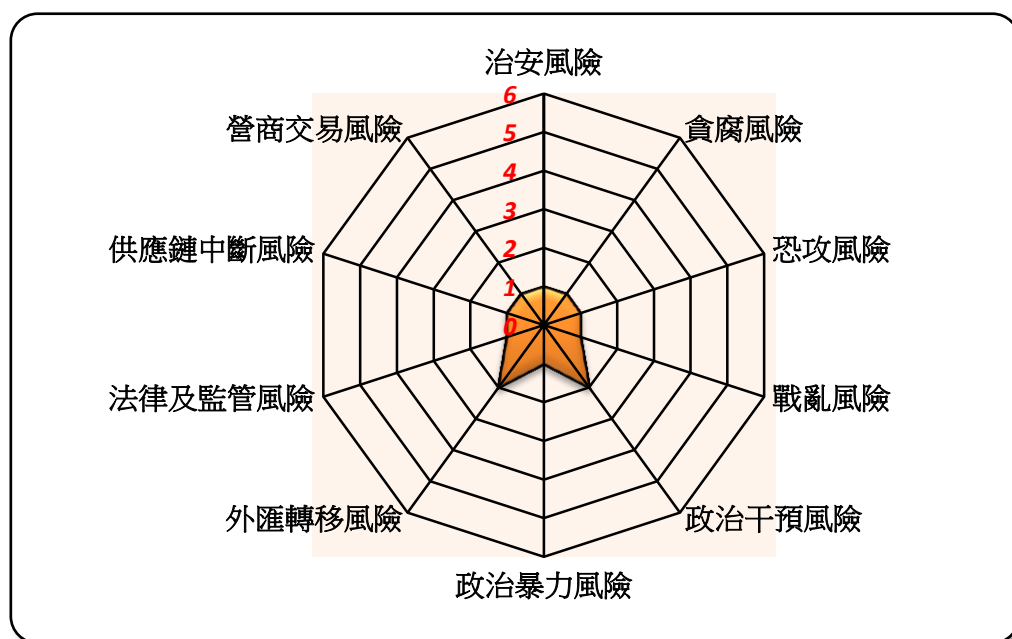 治安風險
6
營商交易風險
貪腐風險
5
4
3
供應鏈中斷風險
2
恐攻風險
1
0
法律及監管風險
戰亂風險
外匯轉移風險
政治干預風險
政治暴力風險